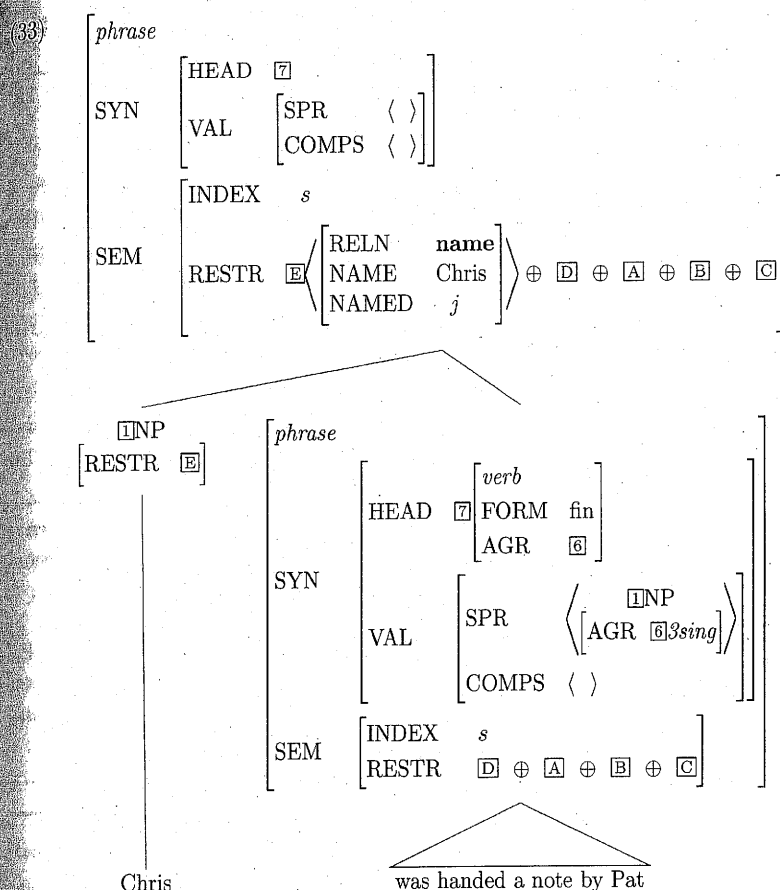 (33)
phrase
HEAD 7
SYN
VAL
SPR ⟨ ⟩
COMPS ⟨ ⟩
INDEX s
SEM
RESTR E ⟨
RELN name
NAME Chris
NAMED j
⟩ ⊕ D ⊕ A ⊕ B ⊕ C
1NP
[RESTR E]
phrase
HEAD 7
verb
FORM fin
AGR 6
SYN
VAL
SPR
⟨ 1NP
[AGR 6 3sing] ⟩
COMPS ⟨ ⟩
SEM
INDEX s
RESTR D ⊕ A ⊕ B ⊕ C
Chris
was handed a note by Pat